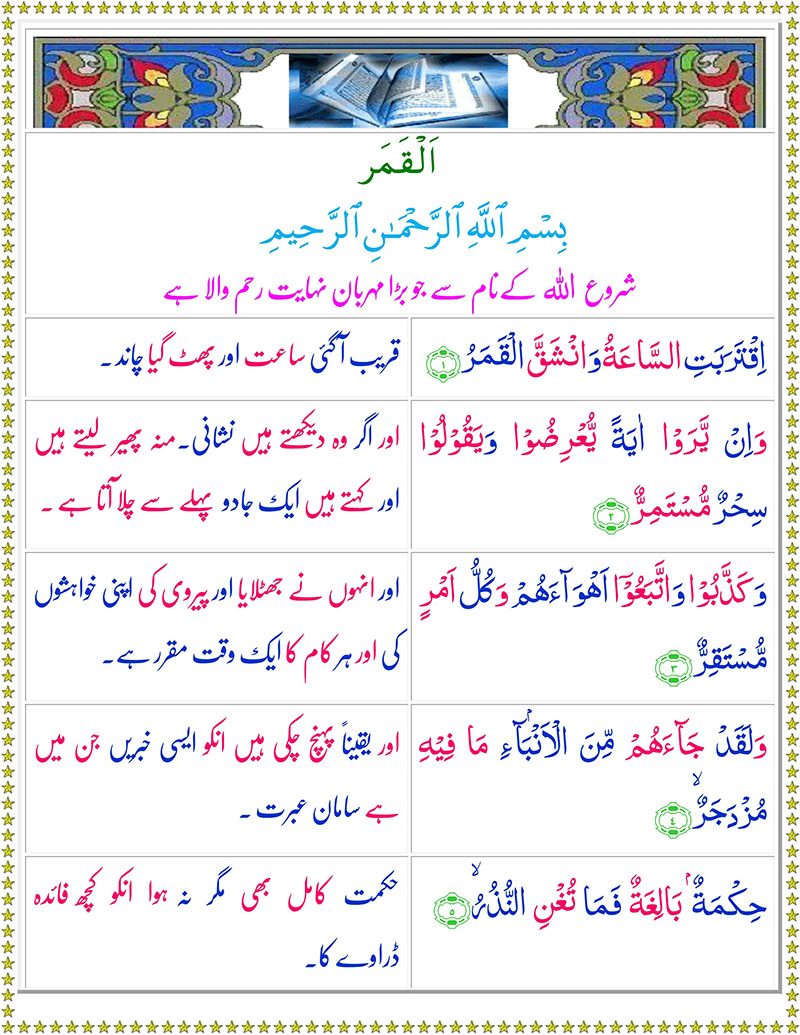 اَلْقَمَر
بِسْمِ ٱللَّهِ ٱلرَّحْمَٰنِ ٱلرَّحِيمِ
شروع اللہ کے نام سے جو بڑا مہربان نہایت رحم والا ہے
اِقْتَرَبَتِ السَّاعَةُ وَانْشَقَّ الْقَمَرُ ﴿۱﴾
قریب آ گئی ساعت اور پھٹ گیا چاند۔
وَاِنْ يَّرَوْا اٰيَةً يُّعْرِضُوْا وَيَقُوْلُوْا
سِحْرٌ مُّسْتَمِرٌّ ﴿۲﴾
اور اگر وہ دیکھتے ہیں نشانی۔ منہ پھیر لیتے ہیں
اور کہتے ہیں ایک جادو پہلے سے چلا آتا ہے ۔
وَكَذَّبُوْا وَاتَّبَعُوْٓا اَهْوَآءَهُمْ وَكُلُّ اَمْرٍ
مُّسْتَقِرٌّ ﴿۳﴾
اور انہوں نے جھٹلایا اور پیروی کی اپنی خواہشوں
کی اور ہر کام کا ایک وقت مقرر ہے۔
وَلَقَدْ جَآءَهُمْ مِّنَ الْاَنْۢبَآءِ مَا فِيْهِ
مُزْدَجَرٌ ۙ ﴿٤﴾
اور یقیناً پہنچ چکی ہیں انکو ایسی خبریں جن میں
ہے سامان عبرت ۔
حِكْمَةٌ ۢ بَالِغَةٌ فَمَا تُغْنِ النُّذُرُ ۙ ﴿۵﴾
حکمت کامل بھی مگر نہ ہوا انکو کچھ فائدہ
ڈراوے کا۔